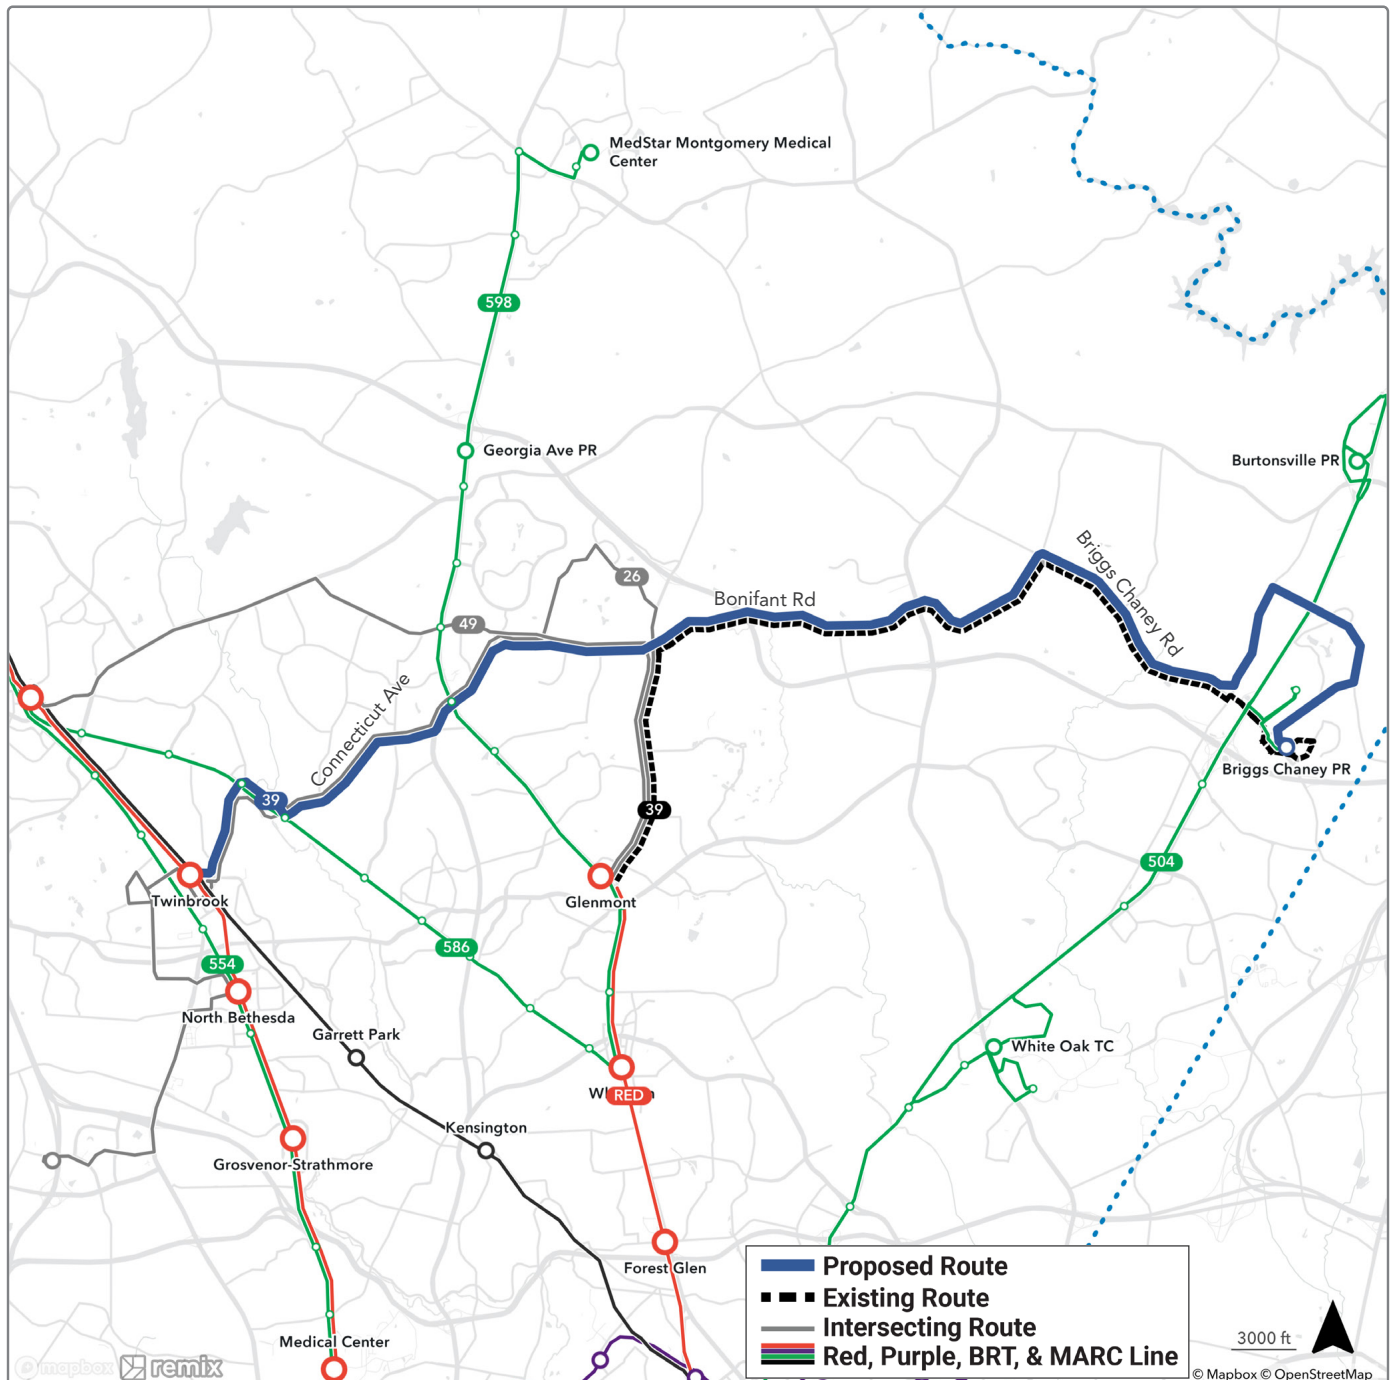 MedStar Montgomery Medical
Center
598
Georgia Ave PR
Burtonsville PR
Briggs Chaney Rd
26
Bonifant Rd
49
Connecticut Ave
Briggs Chaney PR
39
39
504
Twinbrook
Glenmont
586
554
North Bethesda
Garrett Park
White Oak TC
RED
Kensington
Grosvenor-Strathmore
Forest Glen
Medical Center
Proposed Route
Existing Route
Intersecting Route
Red, Purple, BRT, & MARC Line
3000 ft
mapbox remix
© Mapbox © OpenStreetMap